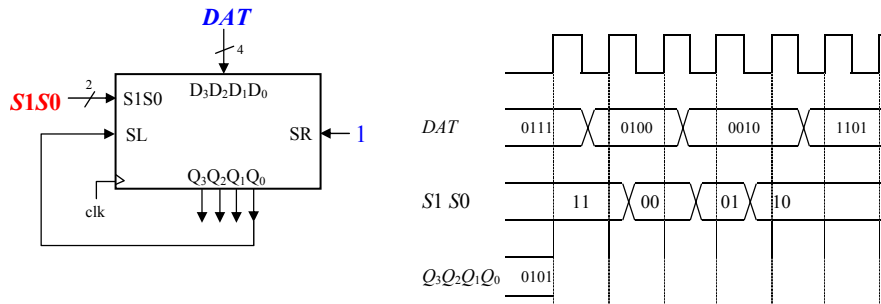 DAT
4
S1S0
2
S1S0
D3D2D1D0
SL
SR
1
Q3Q2Q1Q0
clk
DAT
0111
0100
0010
1101
S1 S0
11
00
01
10
Q3Q2Q1Q0
0101